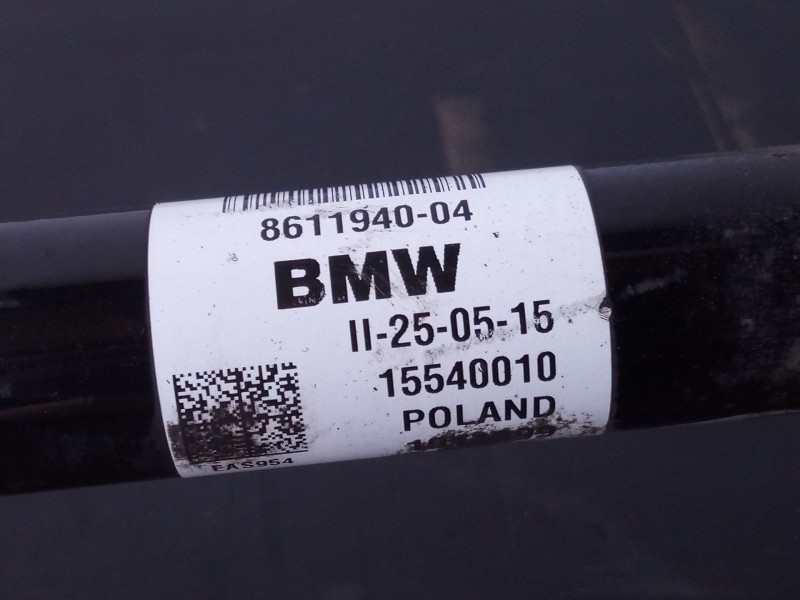 8611940-04
BMW
II-25-05-15
15540010
POLAND
EAS954